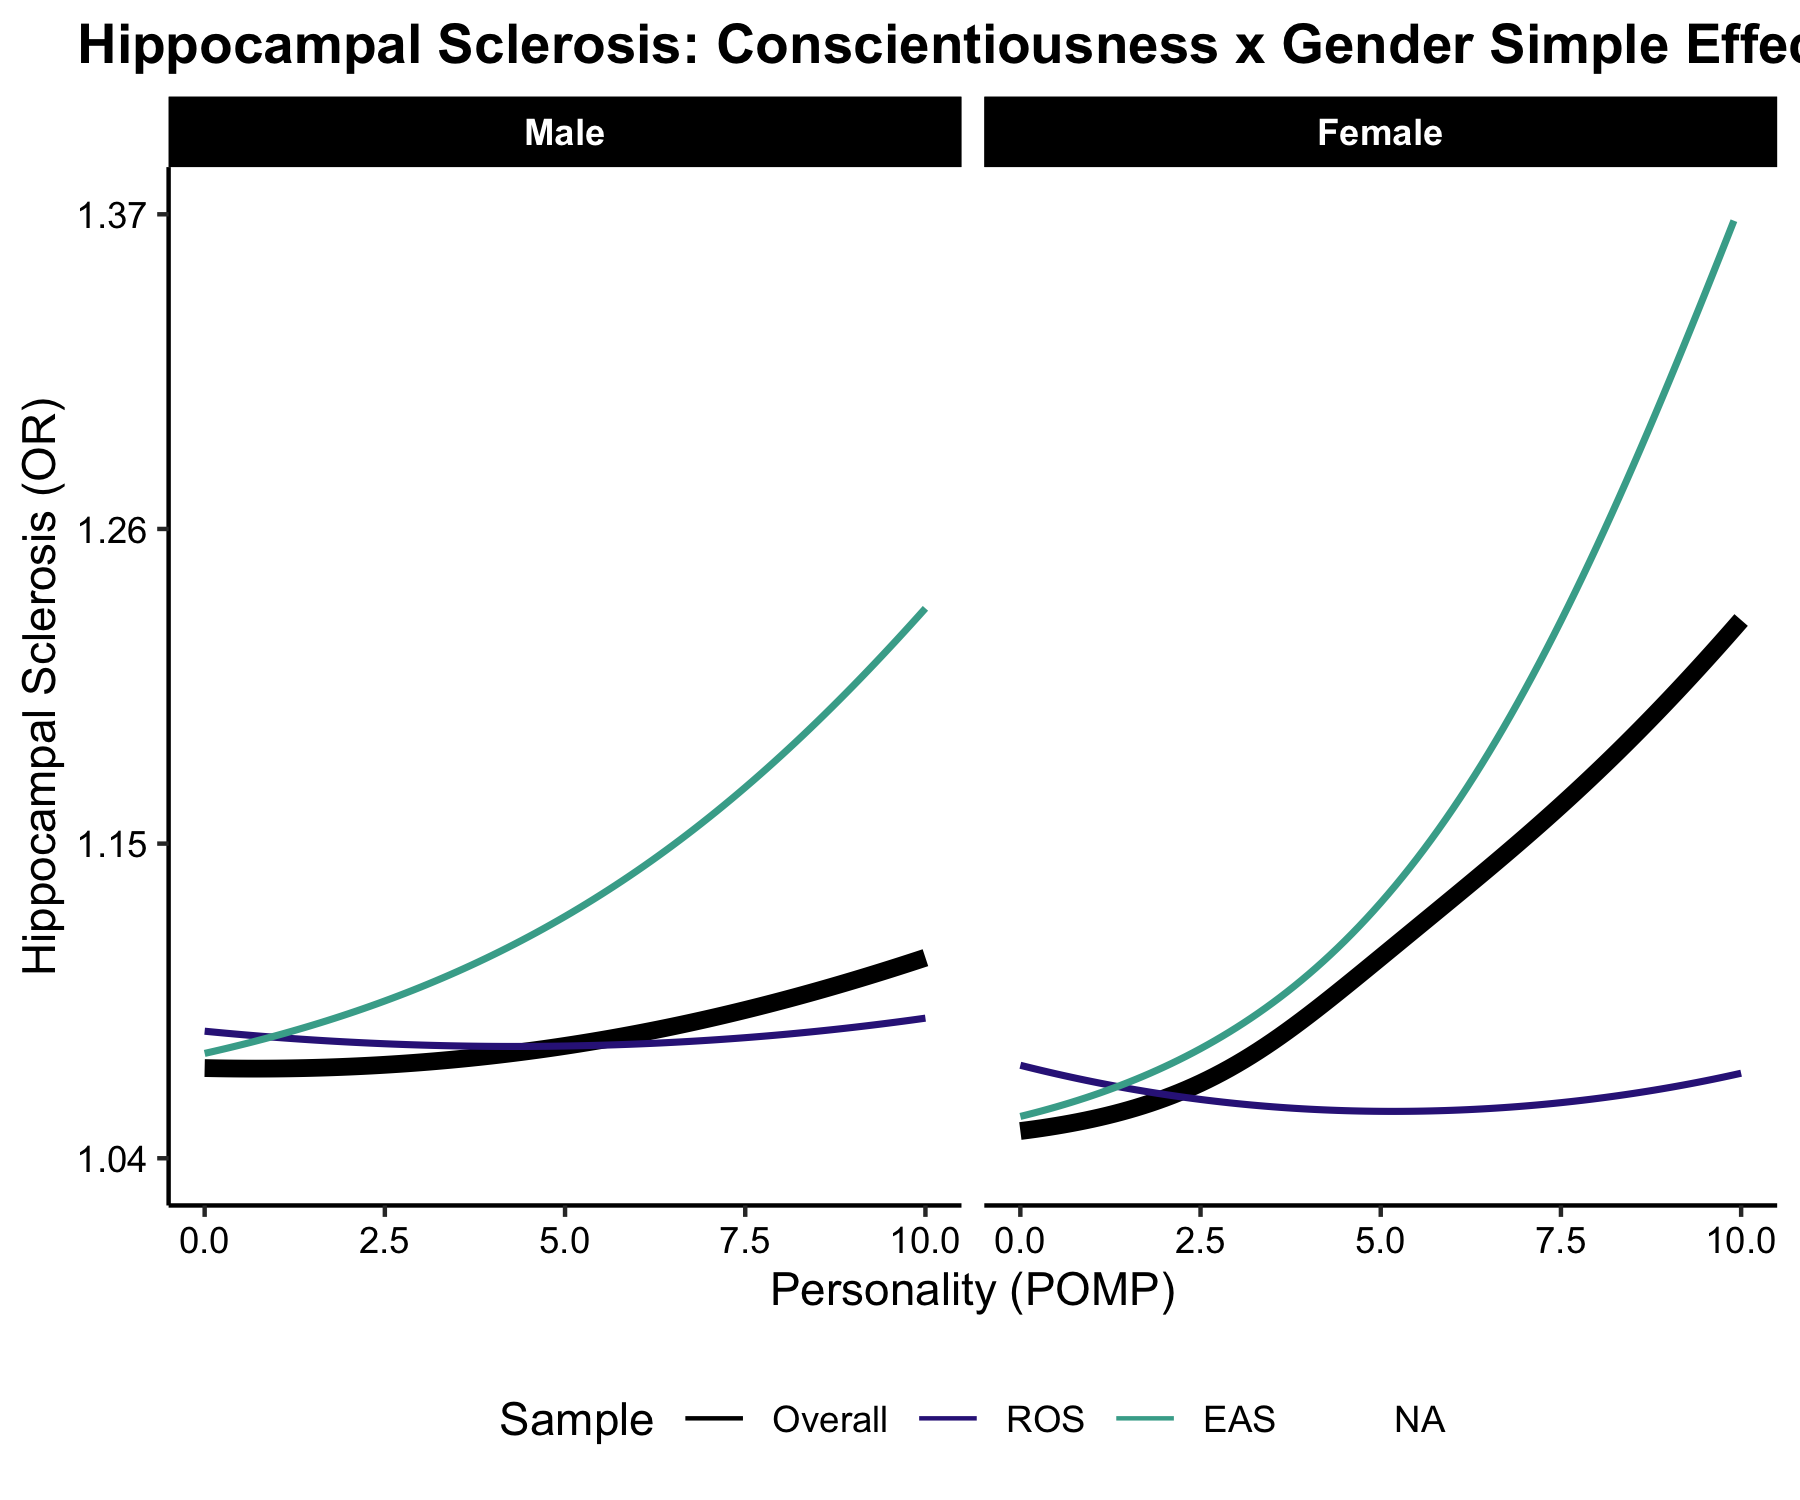 Hippocampal Sclerosis: Conscientiousness x Gender Simple Effec
Male
Female
Hippocampal Sclerosis (OR)
1.37
1.26
1.15
1.04
0.0 2.5 5.0 7.5 10.0
0.0 2.5 5.0 7.5 10.0
Personality (POMP)
Sample Overall ROS EAS NA